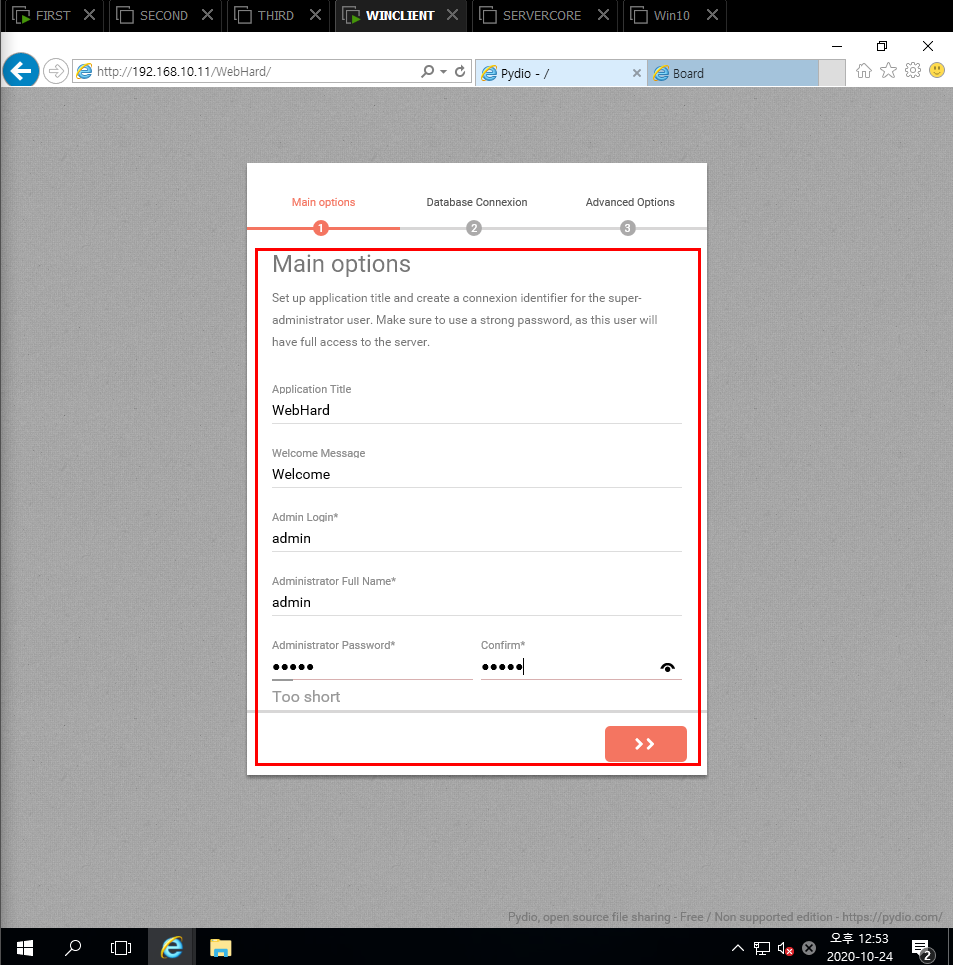 FIRST
SECOND
THIRD
WINCLIENT
SERVERCORE
Win10
http://192.168.10.11/WebHard/
Pydio - /
Board
Main options
Database Connexion
Advanced Options
1
2
3
Main options
Set up application title and create a connexion identifier for the super-
administrator user. Make sure to use a strong password, as this user will
have full access to the server.
Application Title
WebHard
Welcome Message
Welcome
Admin Login*
admin
Administrator Full Name*
admin
Administrator Password*
Confirm*
●●●●●
●●●●●
Too short
Pydio, open source file sharing - Free / Non supported edition - https://pydio.com/
오후 12:53
2020-10-24
2